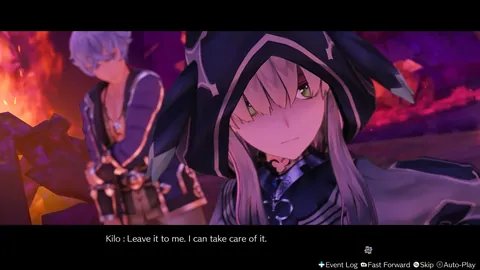 Kilo : Leave it to me. I can take care of it.
Event Log Fast Forward Skip Auto-Play